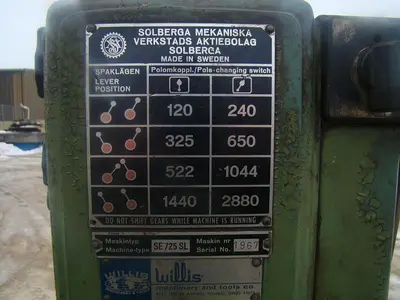 SOLBERGA MEKANISKA
VERKSTADS AKTIEBOLAG
SOLBERGA
MADE IN SWEDEN
SPAKLÄGEN
LEVER
POSITION
Polomkoppl./Pole-changing switch
120 240
325 650
522 1044
1440 2880
DO NOT SHIFT GEARS WHILE MACHINE IS RUNNING
Maskintyp Maskin nr
Machine-type SE725 SL Serial No. 1967
WILLIS
Willis
machinery and tools co.